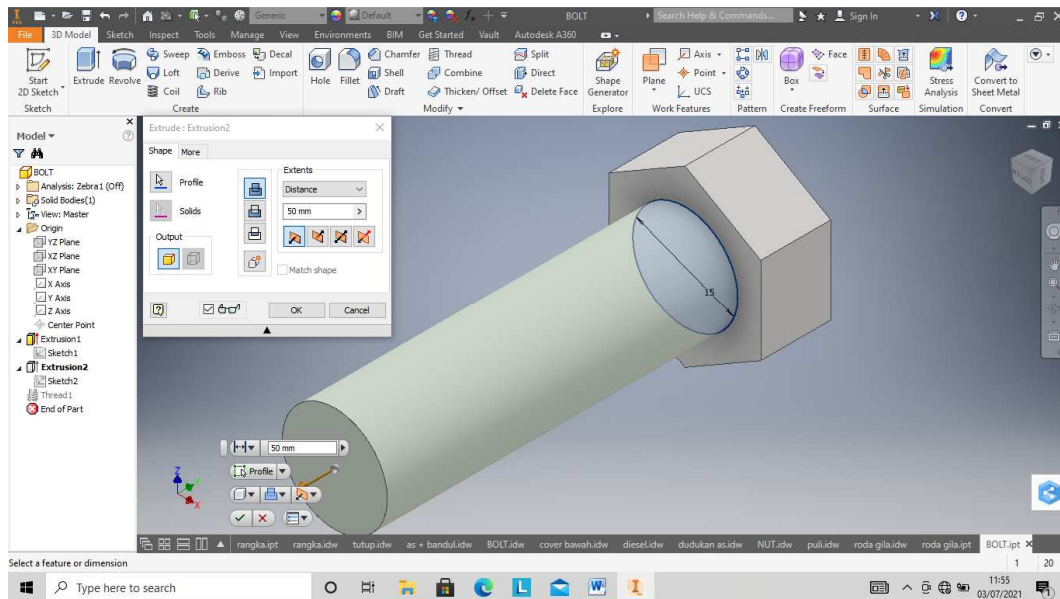 Generic
Default
BOLT
Search Help & Commands...
Sign In
PRO
File 3D Model Sketch Inspect Tools Manage View Environments BIM Get Started Vault Autodesk A360
Start 2D Sketch
Extrude Revolve
Sweep Emboss Decal
Loft Derive Import
Coil Rib
Hole Fillet
Chamfer Thread Split
Shell Combine Direct
Draft Thicken/ Offset Delete Face
Shape Generator
Plane
Axis
Point
UCS
Box
Face
Stress Analysis
Convert to Sheet Metal
Sketch Create Modify Explore Work Features Pattern Create Freeform Surface Simulation Convert
Model
BOLT
Analysis: Zebra1 (Off)
Solid Bodies(1)
View: Master
Origin
YZ Plane
XZ Plane
XY Plane
X Axis
Y Axis
Z Axis
Center Point
Extrusion1
Sketch1
Extrusion2
Sketch2
Thread1
End of Part
Extrude : Extrusion2
Shape More
Profile
Solids
Output
Extents
Distance
50 mm
Match shape
OK Cancel
15
50 mm
Profile
Z
Y
X
rangka.ipt rangka.idw tutup.idw as + bandul.idw BOLT.idw cover bawah.idw diesel.idw dudukan as.idw NUT.idw puli.idw roda gila.idw roda gila.ipt BOLT.ipt
Select a feature or dimension
1 20
Type here to search
11:55
03/07/2021